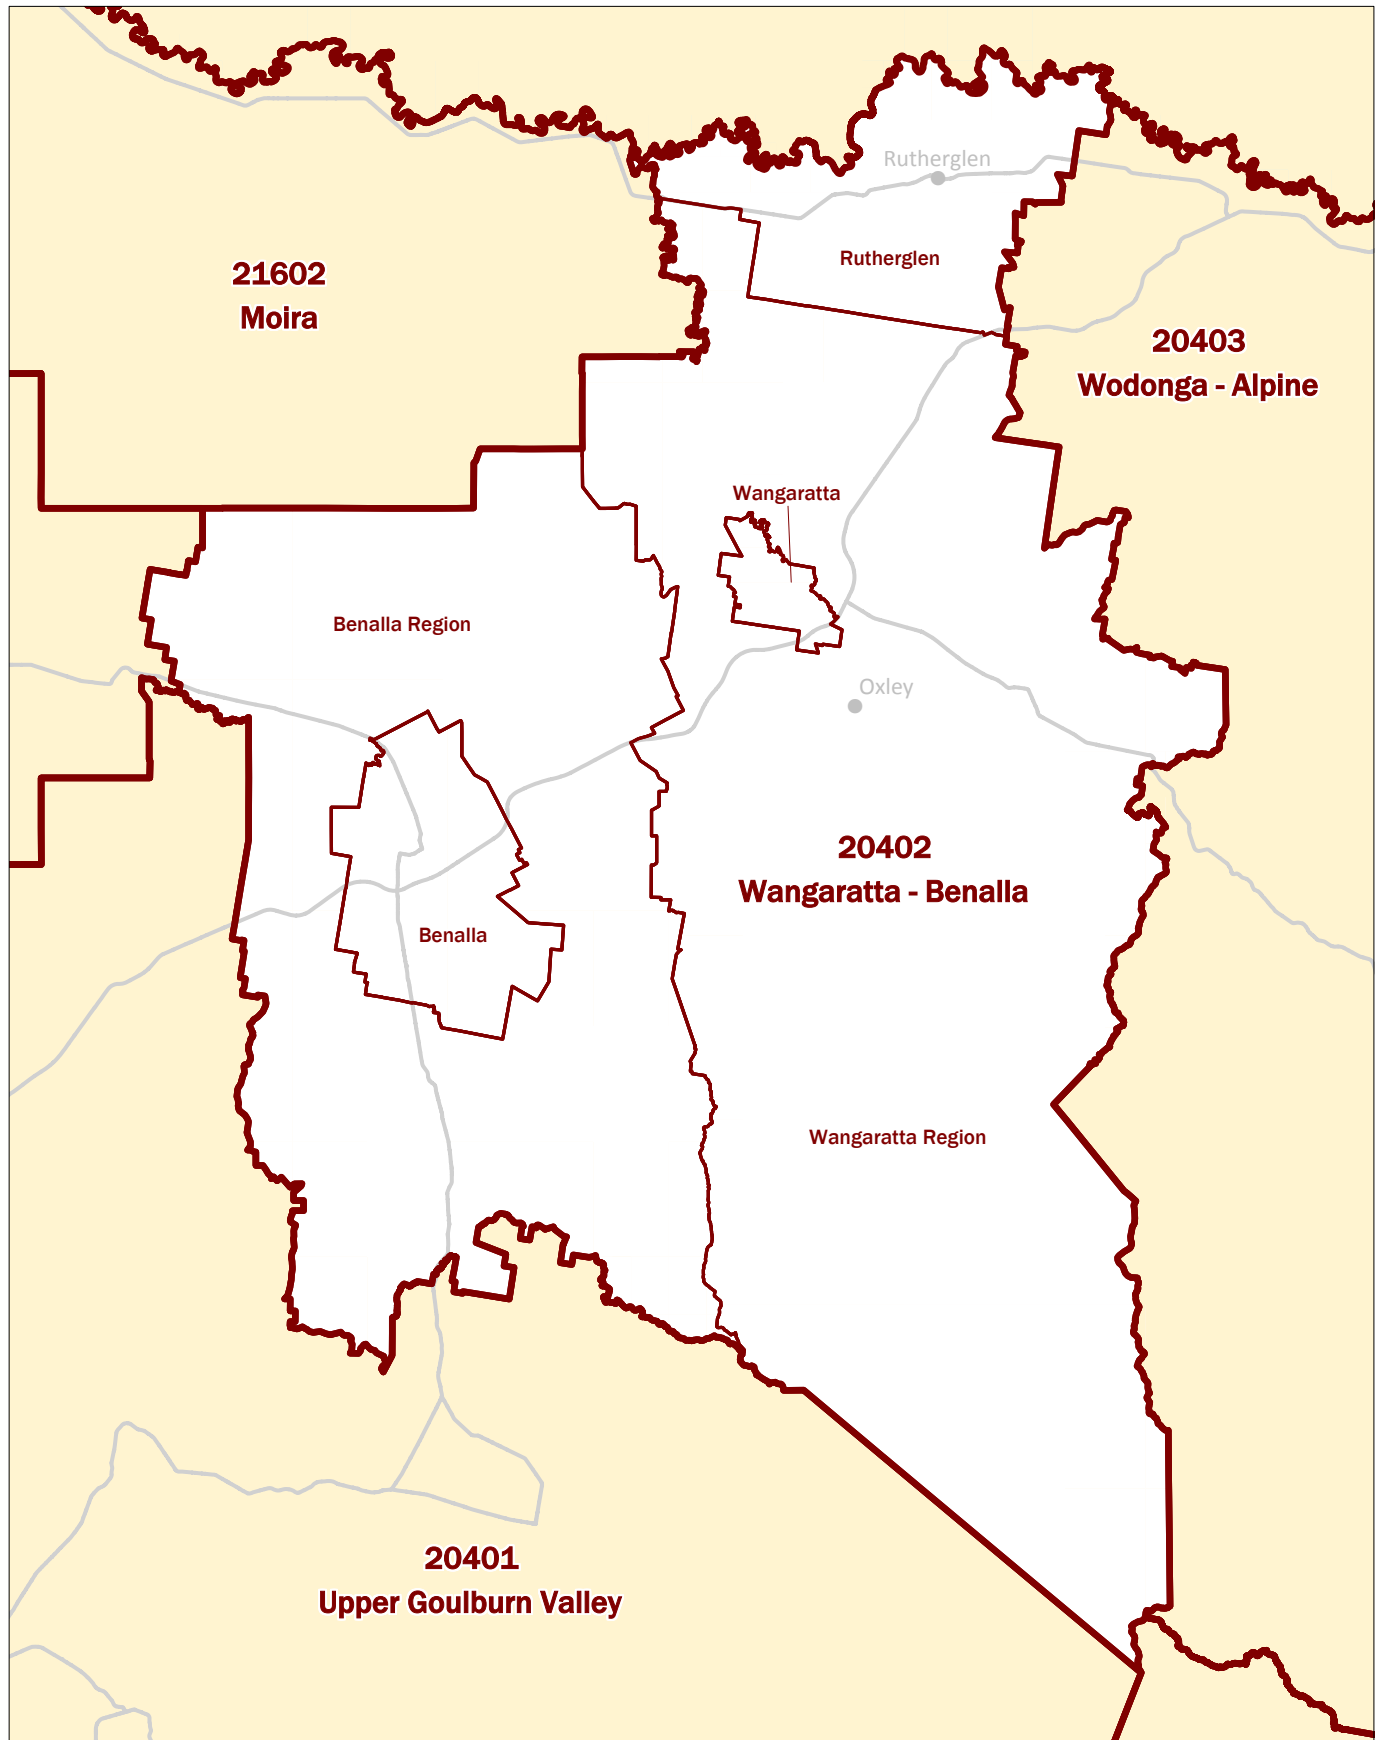 Rutherglen
Rutherglen
21602
Moira
20403
Wodonga - Alpine
Wangaratta
Benalla Region
Oxley
20402
Wangaratta - Benalla
Benalla
Wangaratta Region
20401
Upper Goulburn Valley